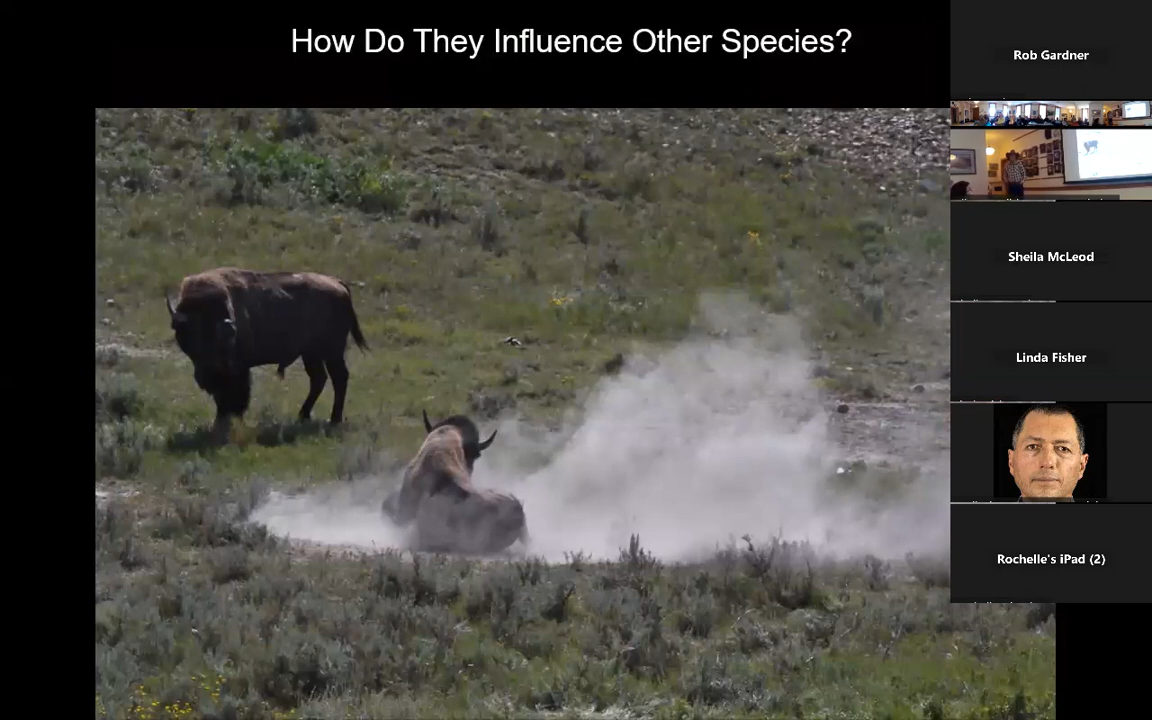 How Do They Influence Other Species?
Rob Gardner
Sheila McLeod
Linda Fisher
Rochelle's iPad (2)